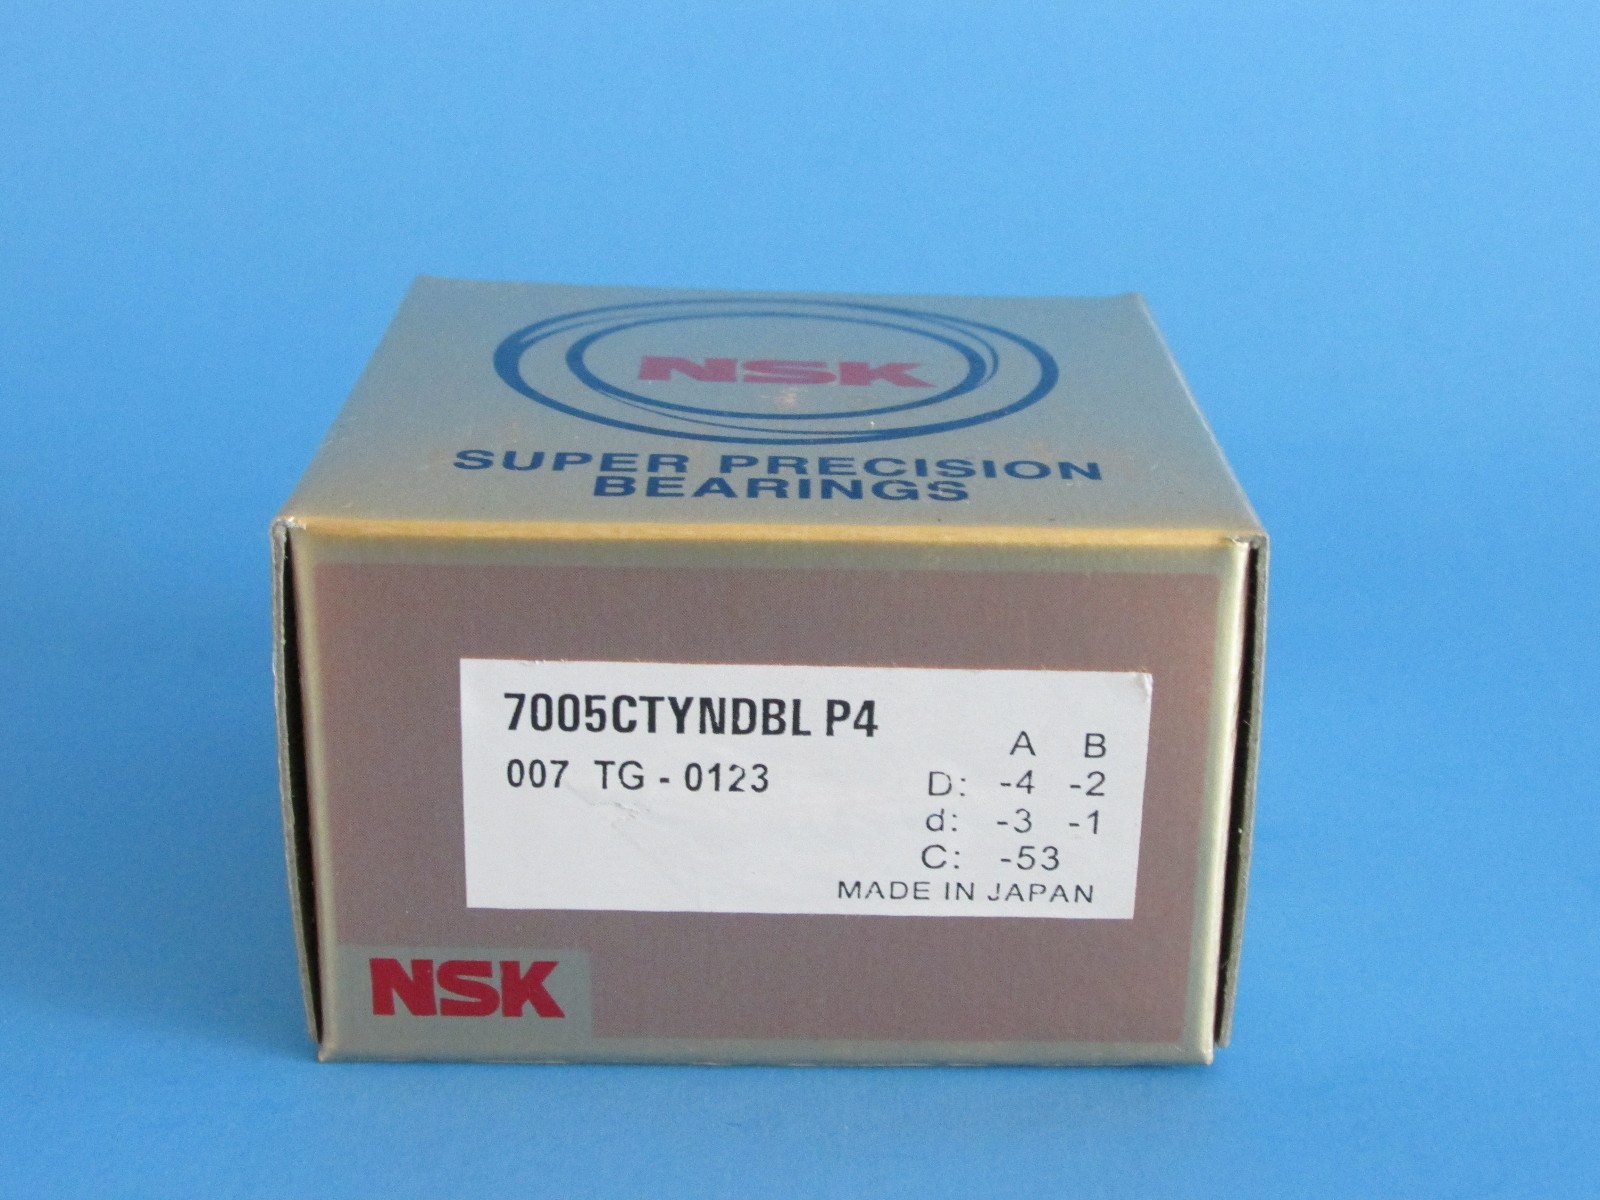 NSK
SUPER PRECISION
BEARINGS
7005CTYNDBL P4
007 TG - 0123
A B
D: -4 -2
d: -3 -1
C: -53
MADE IN JAPAN
NSK